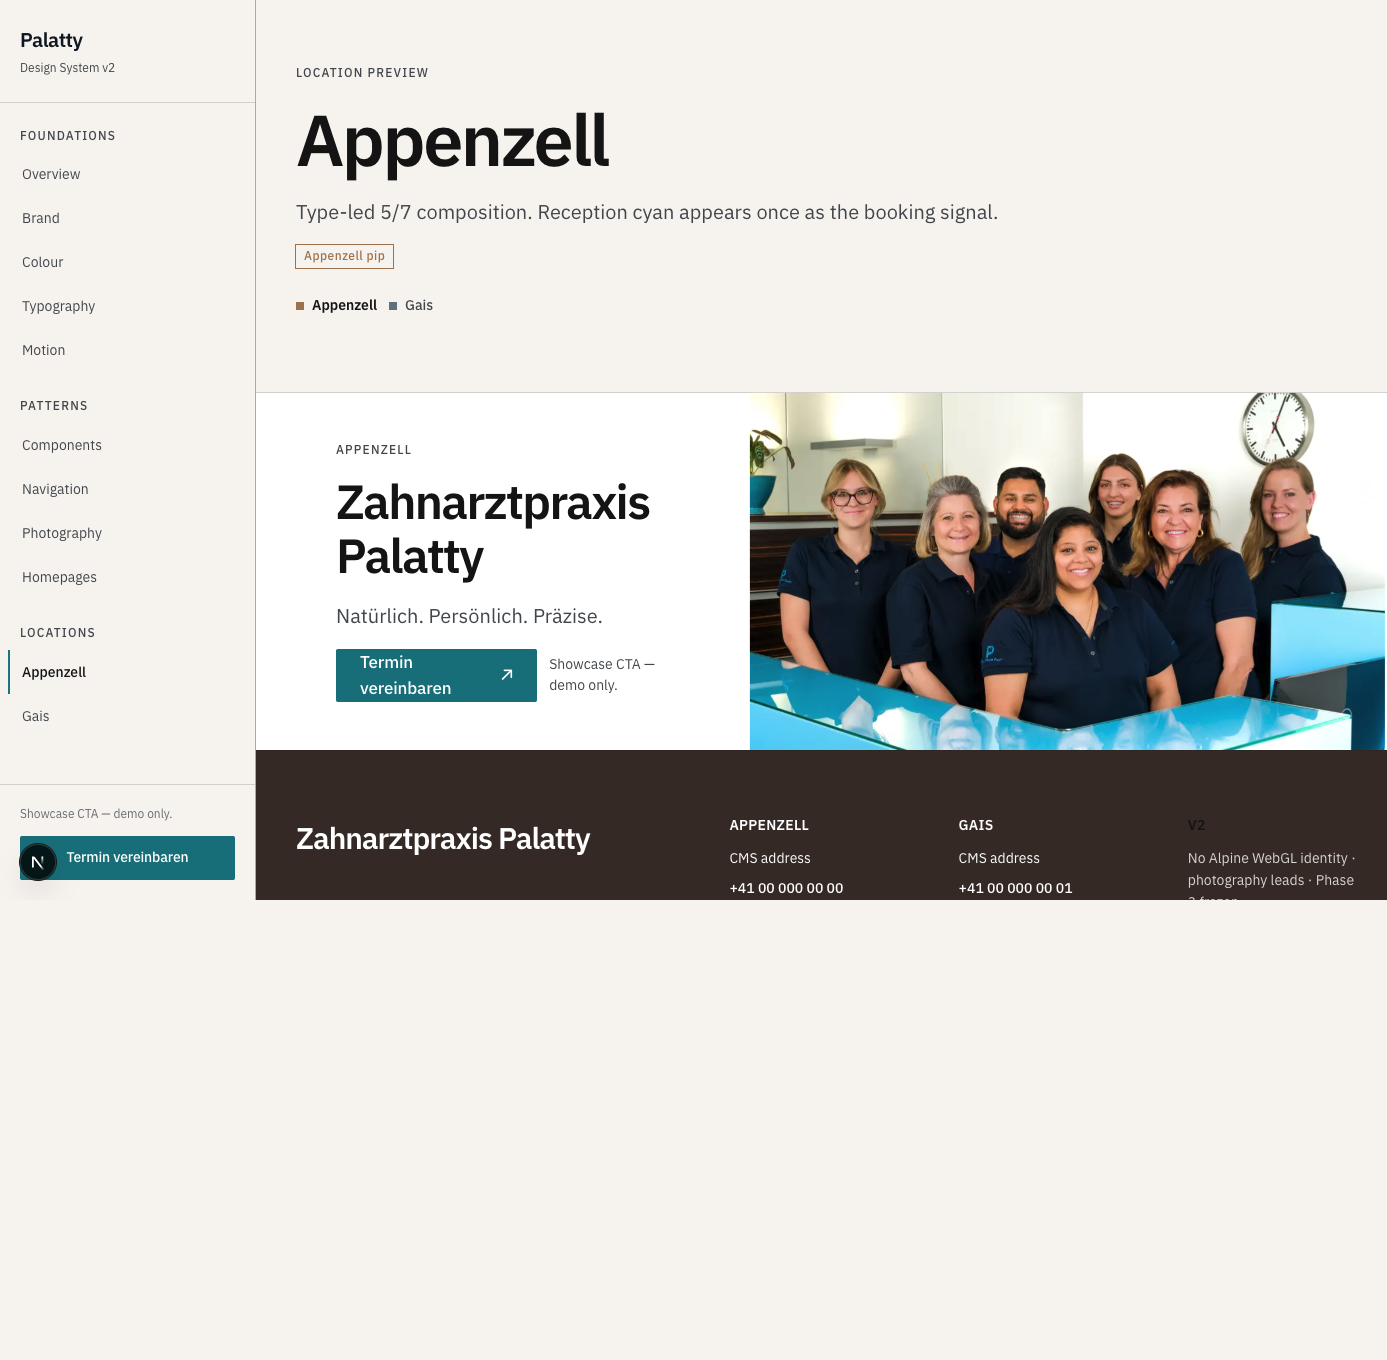 Palatty
Design System v2
FOUNDATIONS
Overview
Brand
Colour
Typography
Motion
PATTERNS
Components
Navigation
Photography
Homepages
LOCATIONS
Appenzell
Gais
Showcase CTA — demo only.
N
Termin vereinbaren
LOCATION PREVIEW
Appenzell
Type-led 5/7 composition. Reception cyan appears once as the booking signal.
Appenzell pip
Appenzell
Gais
APPENZELL
Zahnarztpraxis
Palatty
Natürlich. Persönlich. Präzise.
Termin
vereinbaren
Showcase CTA —
demo only.
Zahnarztpraxis Palatty
APPENZELL
CMS address
+41 00 000 00 00
GAIS
CMS address
+41 00 000 00 01
V2
No Alpine WebGL identity ·
photography leads · Phase